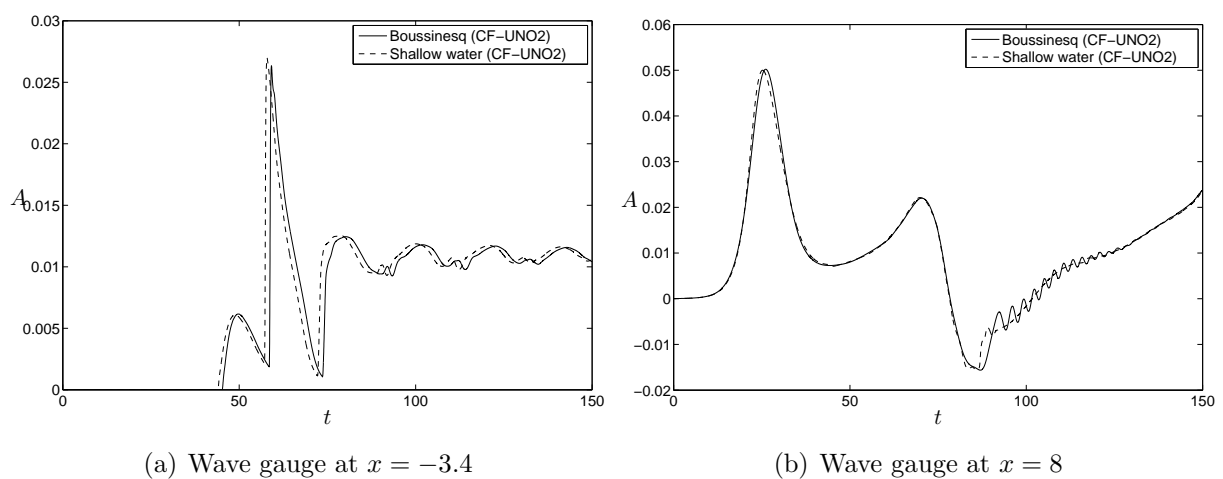 0.03
0.025
0.02
0.015
0.01
0.005
0
A
0
50
100
150
t
Boussinesq (CF−UNO2)
Shallow water (CF−UNO2)
(a) Wave gauge at x = −3.4
0.06
0.05
0.04
0.03
0.02
0.01
0
−0.01
−0.02
A
0
50
100
150
t
Boussinesq (CF−UNO2)
Shallow water (CF−UNO2)
(b) Wave gauge at x = 8